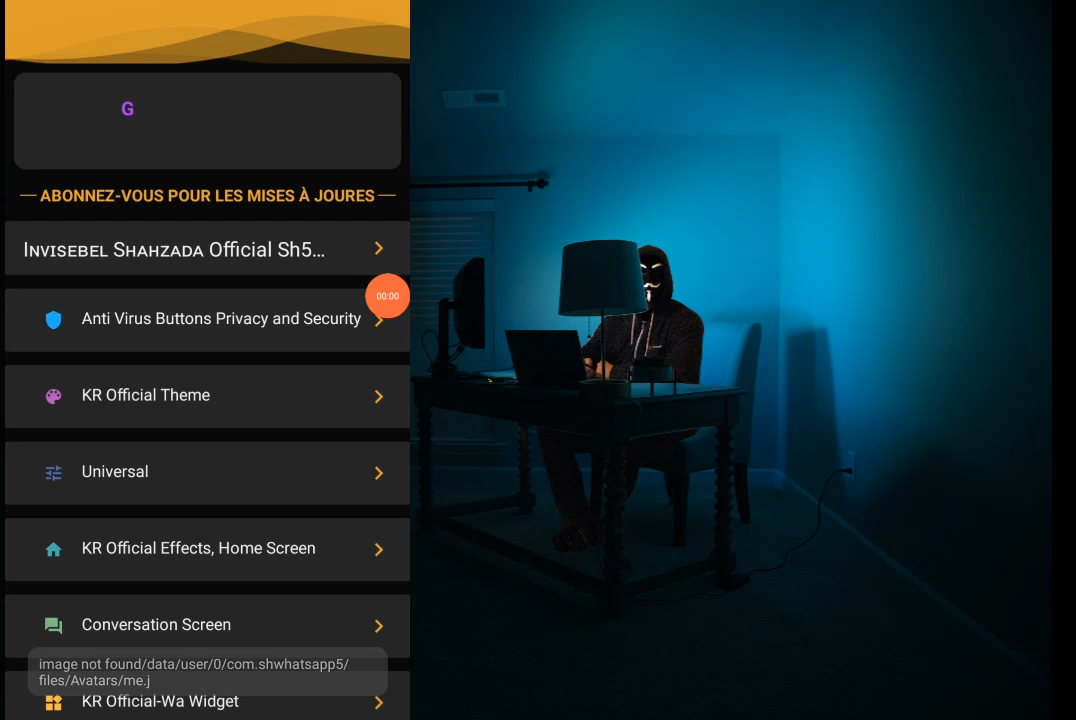 G
ABONNEZ-VOUS POUR LES MISES À JOURES
Iɴᴠɪsᴇʙᴇʟ Sʜᴀʜᴢᴀᴅᴀ Official Sh5...
00:00
Anti Virus Buttons Privacy and Security
KR Official Theme
Universal
KR Official Effects, Home Screen
Conversation Screen
image not found/data/user/0/com.shwhatsapp5/
files/Avatars/me.j
KR Official-Wa Widget